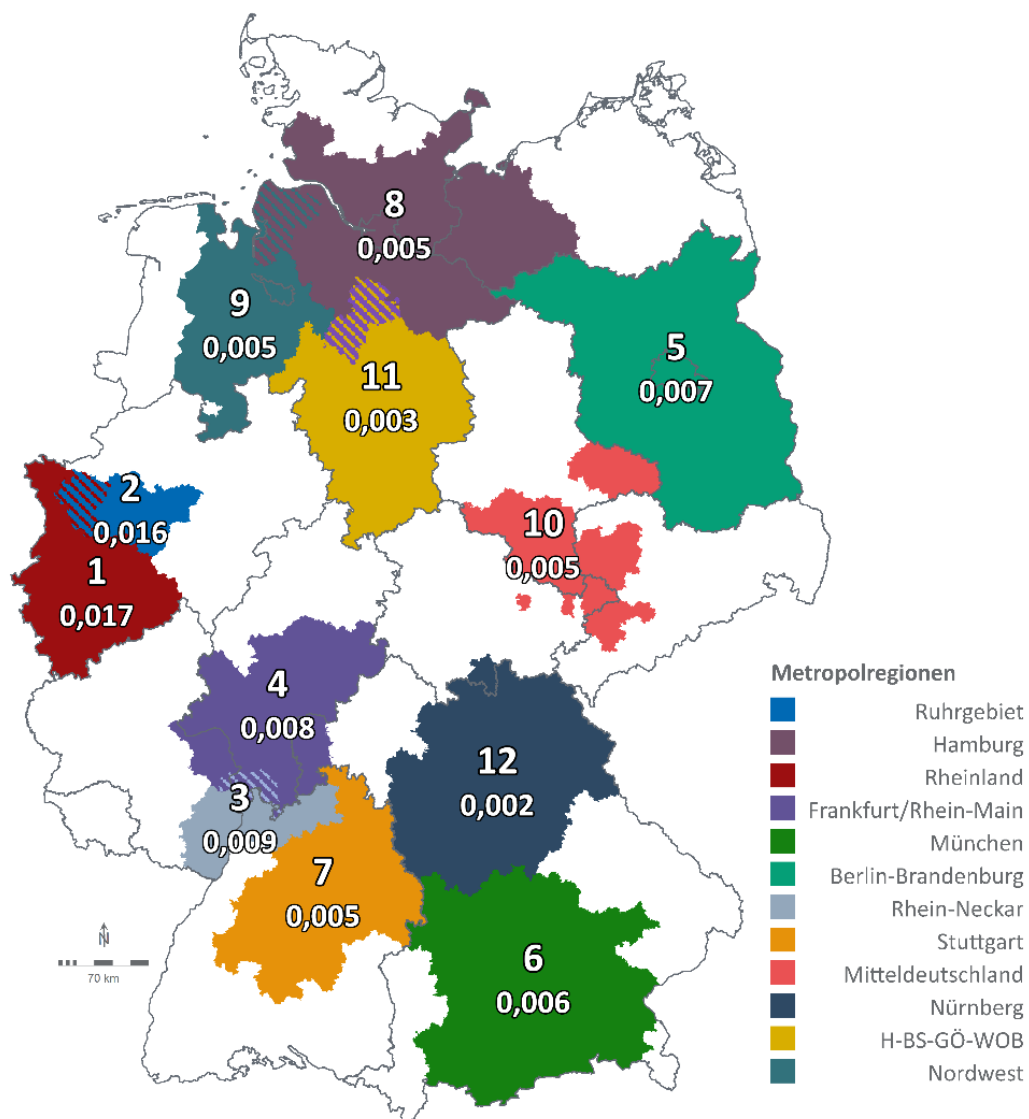 8
0,005
9
0,005
5
0,007
11
0,003
2
0,016
10
0,005
1
0,017
4
0,008
12
0,002
3
0,009
7
0,005
6
0,006
N
70 km
Metropolregionen
Ruhrgebiet
Hamburg
Rheinland
Frankfurt/Rhein-Main
München
Berlin-Brandenburg
Rhein-Neckar
Stuttgart
Mitteldeutschland
Nürnberg
H-BS-GÖ-WOB
Nordwest